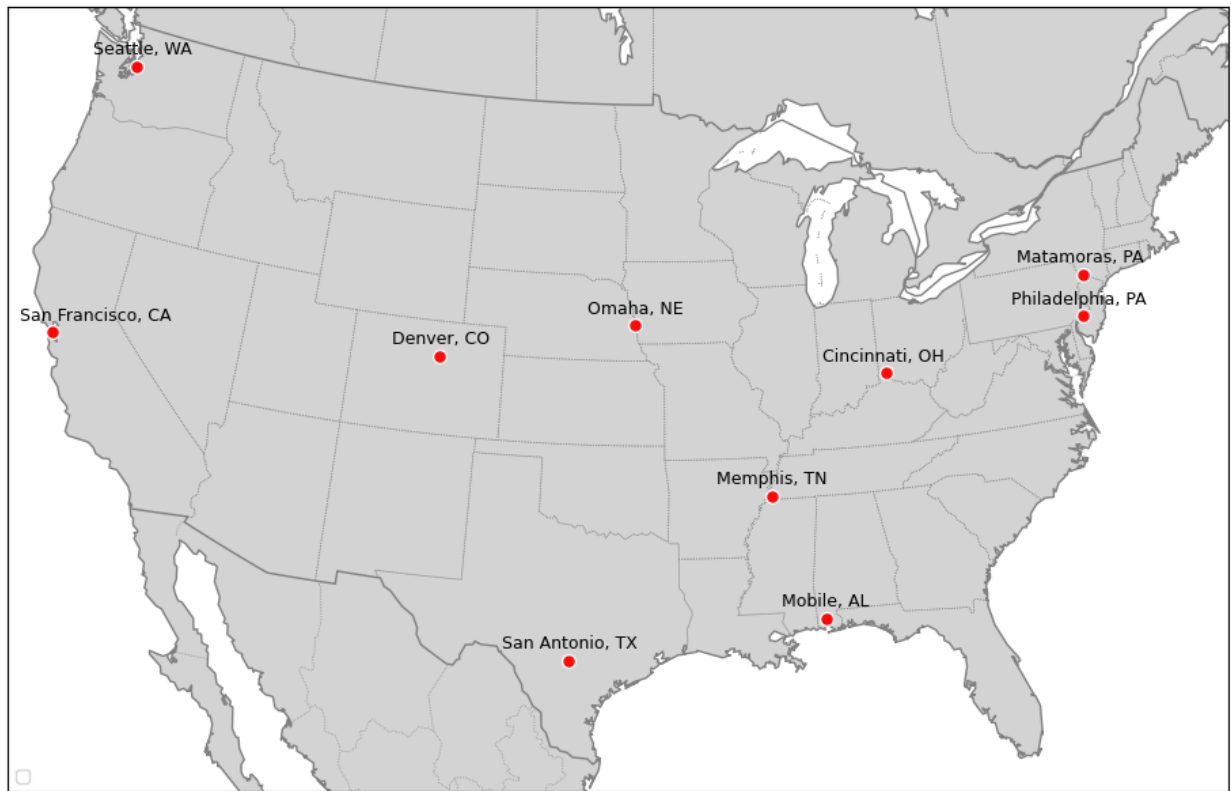 Seattle, WA
Matamoras, PA
Philadelphia, PA
Omaha, NE
San Francisco, CA
Denver, CO
Cincinnati, OH
Memphis, TN
Mobile, AL
San Antonio, TX